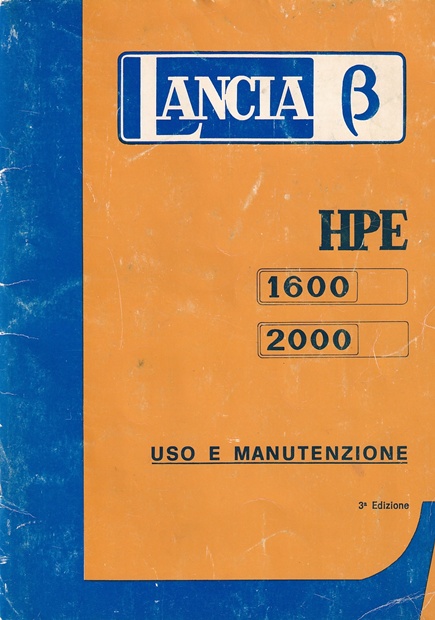 LANCIA β
HPE
1600
2000
USO E MANUTENZIONE
3ª Edizione